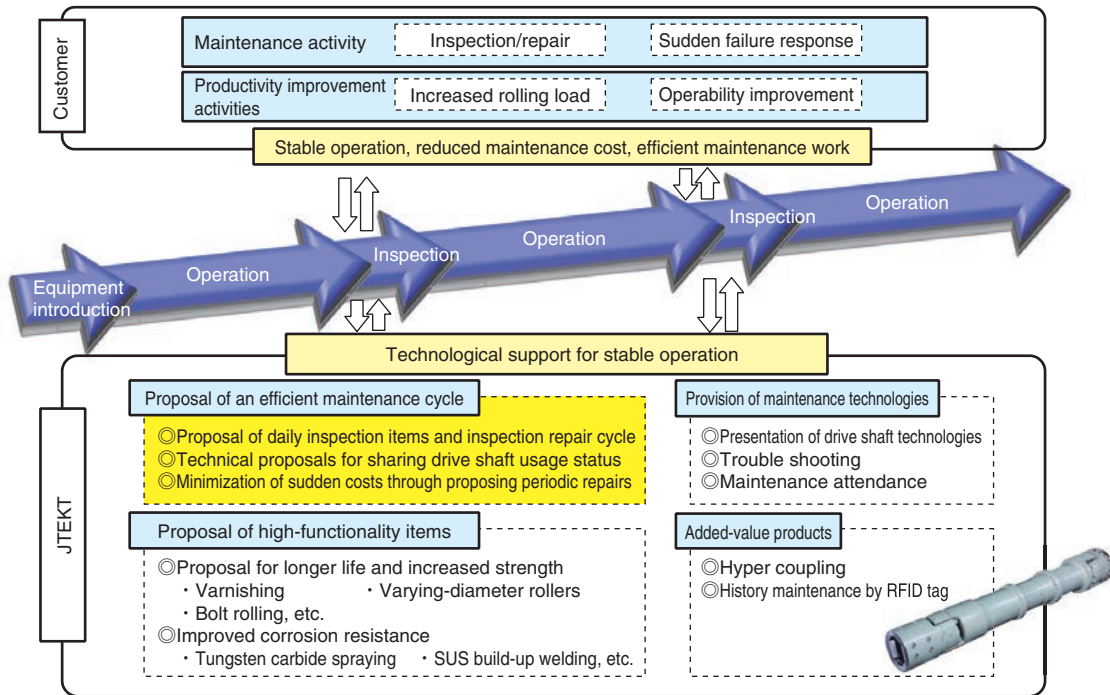 Customer
Maintenance activity
Inspection/repair
Sudden failure response
Productivity improvement
activities
Increased rolling load
Operability improvement
Stable operation, reduced maintenance cost, efficient maintenance work
Equipment
introduction
Operation
Inspection
Operation
Inspection
Operation
Technological support for stable operation
JTEKT
Proposal of an efficient maintenance cycle
◎Proposal of daily inspection items and inspection repair cycle
◎Technical proposals for sharing drive shaft usage status
◎Minimization of sudden costs through proposing periodic repairs
Provision of maintenance technologies
◎Presentation of drive shaft technologies
◎Trouble shooting
◎Maintenance attendance
Proposal of high-functionality items
◎Proposal for longer life and increased strength
・Varnishing ・Varying-diameter rollers
・Bolt rolling, etc.
◎Improved corrosion resistance
・Tungsten carbide spraying ・SUS build-up welding, etc.
Added-value products
◎Hyper coupling
◎History maintenance by RFID tag